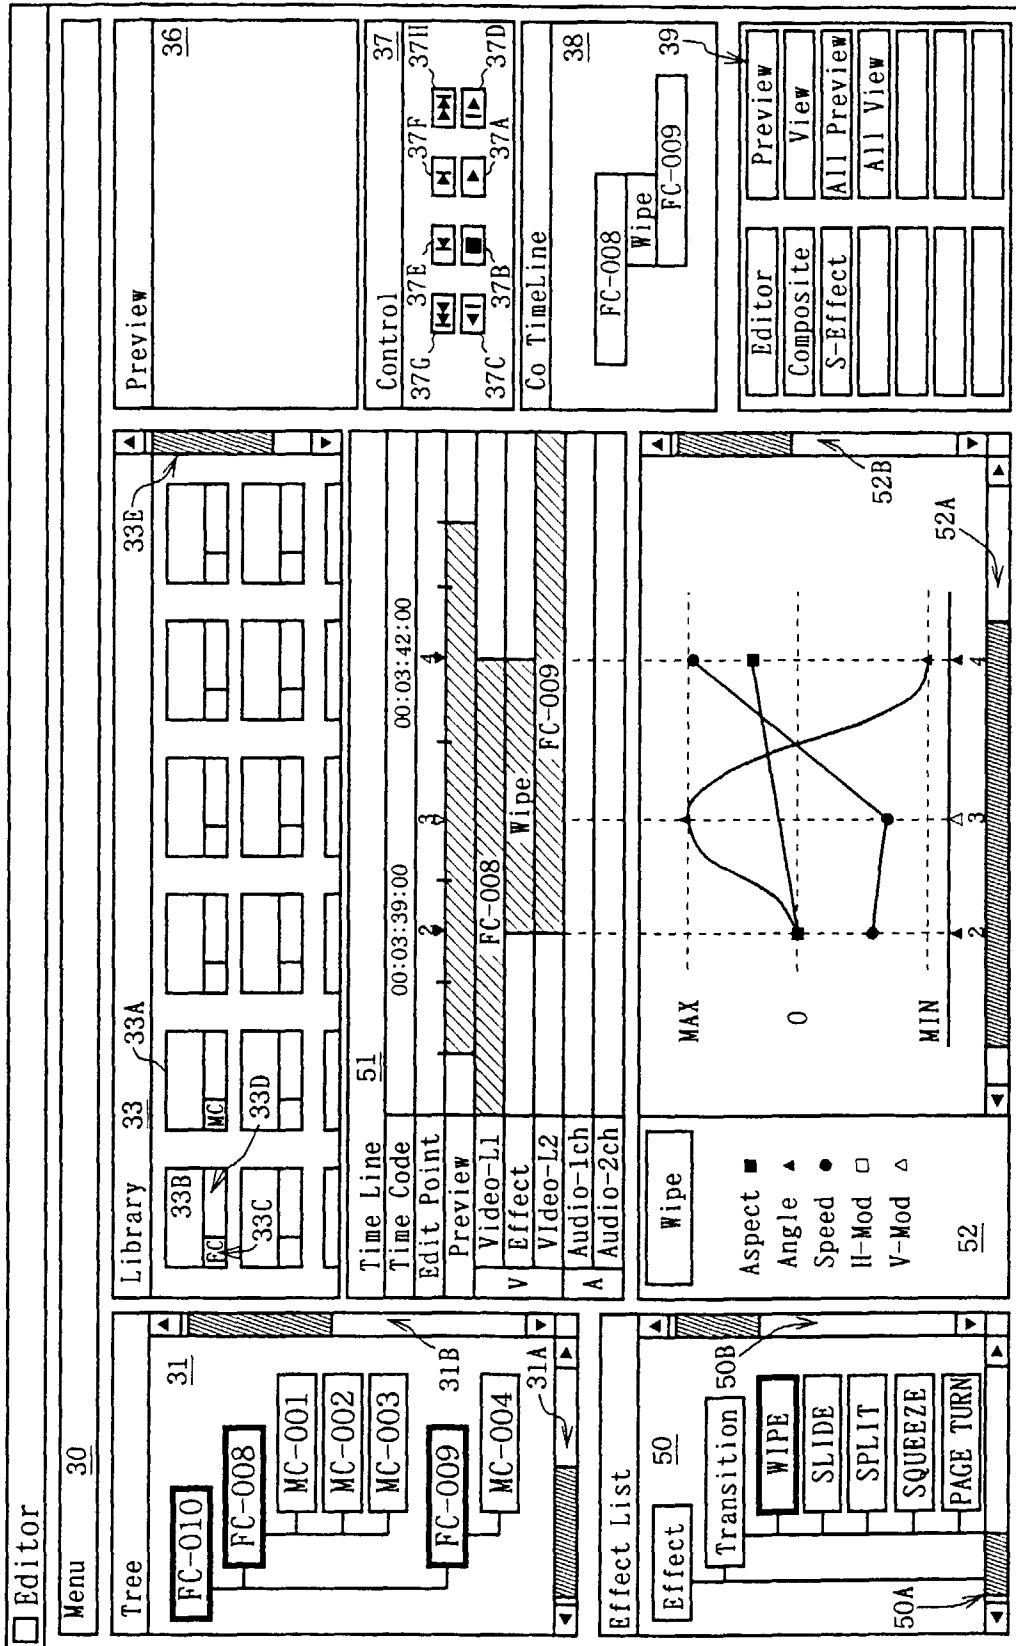 Editor
Menu 30
Tree
31
FC-010
FC-008
MC-001
MC-002
MC-003
FC-009
MC-004
31B
31A
Effect List
50
Effect
Transition
WIPE
SLIDE
SPLIT
SQUEEZE
PAGE TURN
50B
50A
Library 33
33A
33B
FC
33C
33D
MC
33E
Time Line 51
Time Code 00:03:39:00 00:03:42:00
Edit Point 2 3 4
Preview
V
Video-L1 FC-008
Effect Wipe
VIdeo-L2 FC-009
A
Audio-1ch
Audio-2ch
Wipe
Aspect ■
Angle ▲
Speed ●
H-Mod □
V-Mod △
52
MAX
0
MIN
2 3 4
52B
52A
Preview
36
Control 37
37G 37E 37F 37H
37C 37B 37A 37D
Co TimeLine
38
FC-008
Wipe
FC-009
39
Editor Preview
Composite View
S-Effect All Preview
All View